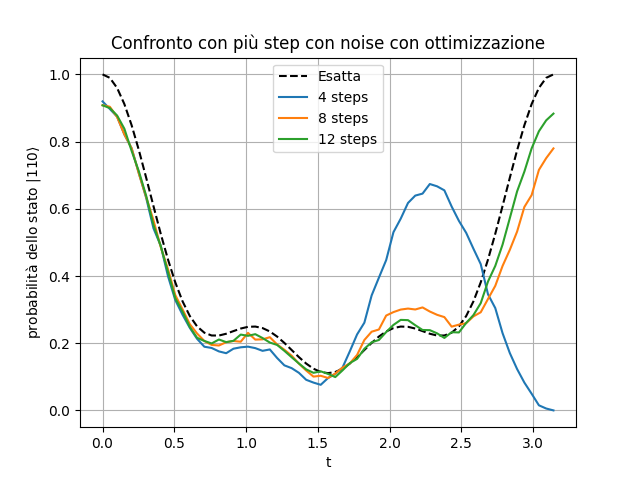 Confronto con più step con noise con ottimizzazione
Esatta
4 steps
8 steps
12 steps
probabilità dello stato |110⟩
1.0
0.8
0.6
0.4
0.2
0.0
0.0 0.5 1.0 1.5 2.0 2.5 3.0
t